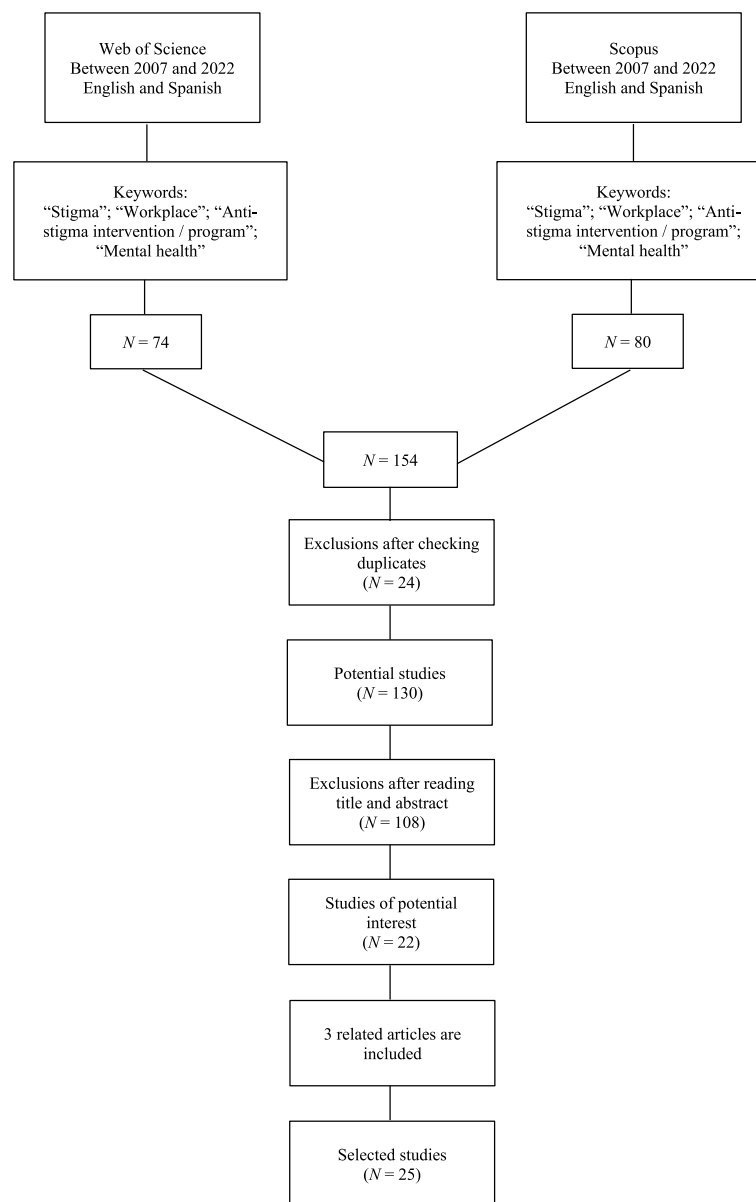 Web of Science
Between 2007 and 2022
English and Spanish
Scopus
Between 2007 and 2022
English and Spanish
Keywords:
“Stigma”; “Workplace”; “Anti-
stigma intervention / program”;
“Mental health”
Keywords:
“Stigma”; “Workplace”; “Anti-
stigma intervention / program”;
“Mental health”
N = 74
N = 80
N = 154
Exclusions after checking
duplicates
(N = 24)
Potential studies
(N = 130)
Exclusions after reading
title and abstract
(N = 108)
Studies of potential
interest
(N = 22)
3 related articles are
included
Selected studies
(N = 25)